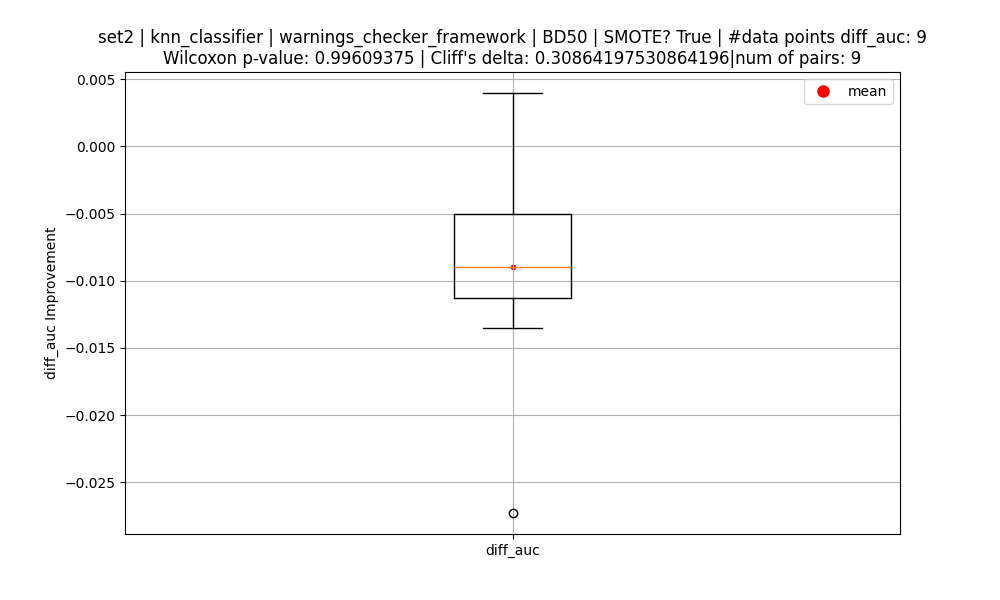 set2 | knn_classifier | warnings_checker_framework | BD50 | SMOTE? True | #data points diff_auc: 9
Wilcoxon p-value: 0.99609375 | Cliff's delta: 0.30864197530864196|num of pairs: 9
mean
0.005
0.000
−0.005
−0.010
−0.015
−0.020
−0.025
diff_auc Improvement
diff_auc